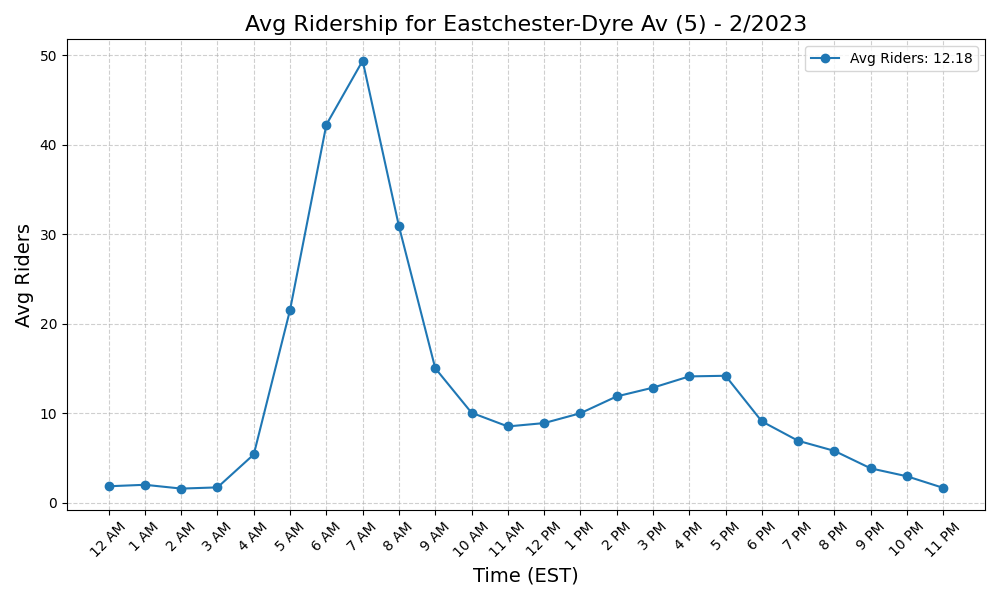 Avg Ridership for Eastchester-Dyre Av (5) - 2/2023
Avg Riders: 12.18
Avg Riders
50
40
30
20
10
0
12 AM
1 AM
2 AM
3 AM
4 AM
5 AM
6 AM
7 AM
8 AM
9 AM
10 AM
11 AM
12 PM
1 PM
2 PM
3 PM
4 PM
5 PM
6 PM
7 PM
8 PM
9 PM
10 PM
11 PM
Time (EST)